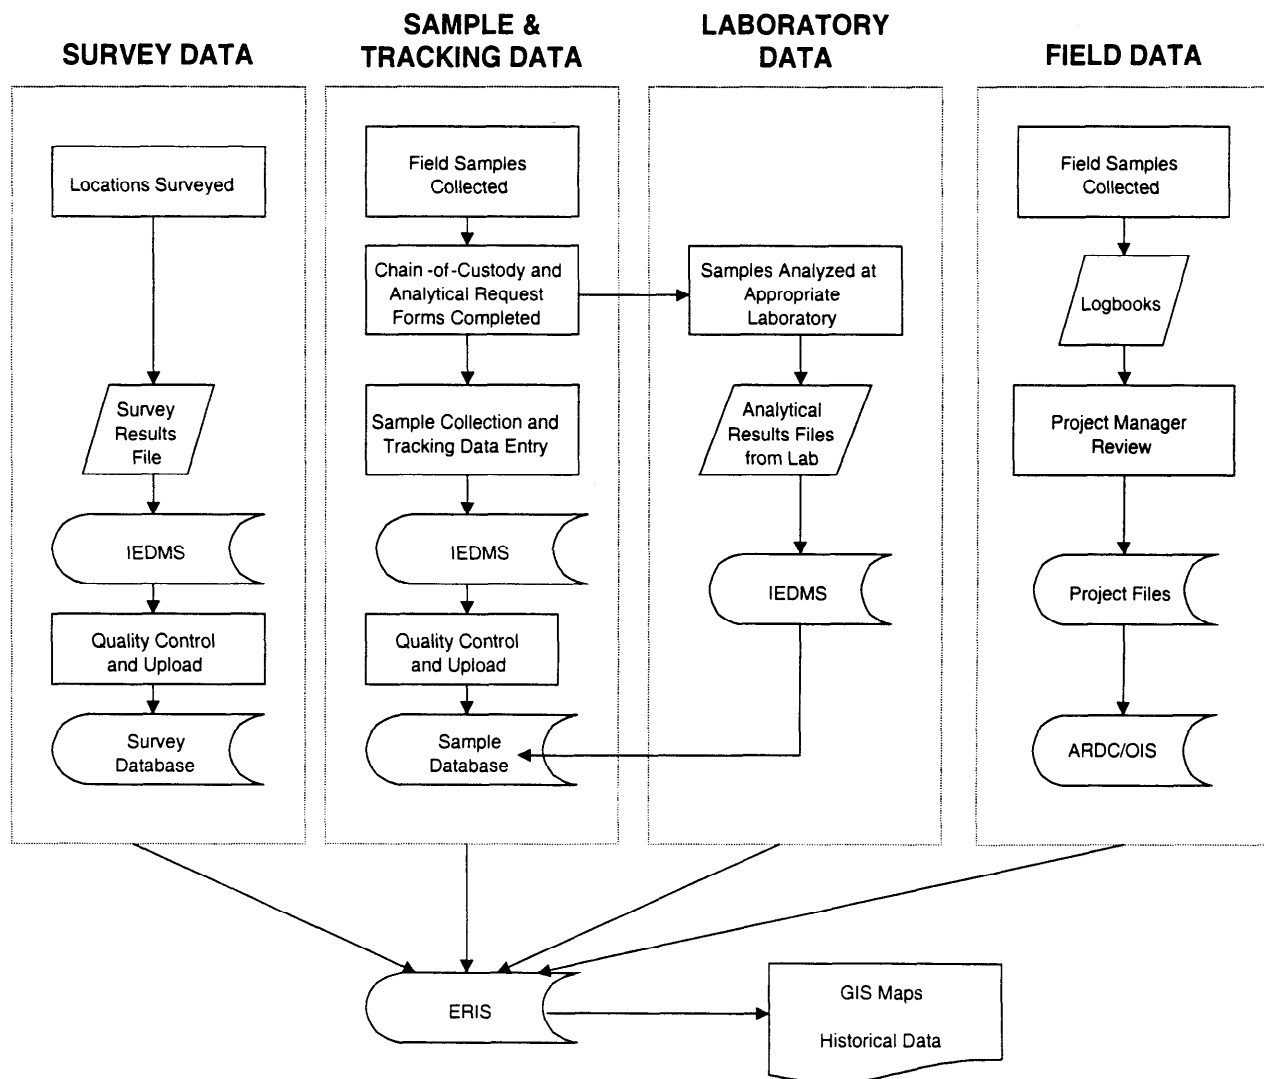 SURVEY DATA
SAMPLE &
TRACKING DATA
LABORATORY
DATA
FIELD DATA
Locations Surveyed
Survey
Results
File
IEDMS
Quality Control
and Upload
Survey
Database
Field Samples
Collected
Chain -of-Custody and
Analytical Request
Forms Completed
Sample Collection and
Tracking Data Entry
IEDMS
Quality Control
and Upload
Sample
Database
Samples Analyzed at
Appropriate
Laboratory
Analytical
Results Files
from Lab
IEDMS
Field Samples
Collected
Logbooks
Project Manager
Review
Project Files
ARDC/OIS
ERIS
GIS Maps
Historical Data